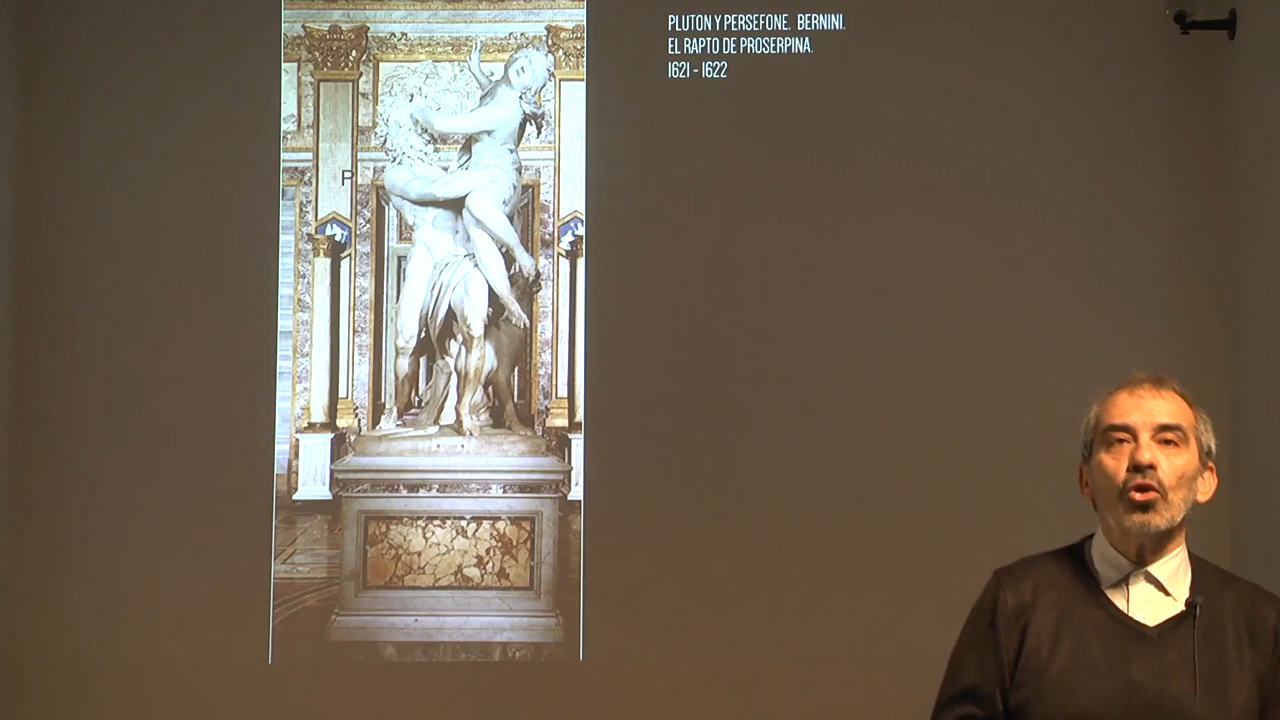 PLUTON Y PERSEFONE. BERNINI.
EL RAPTO DE PROSERPINA.
1621 - 1622
P